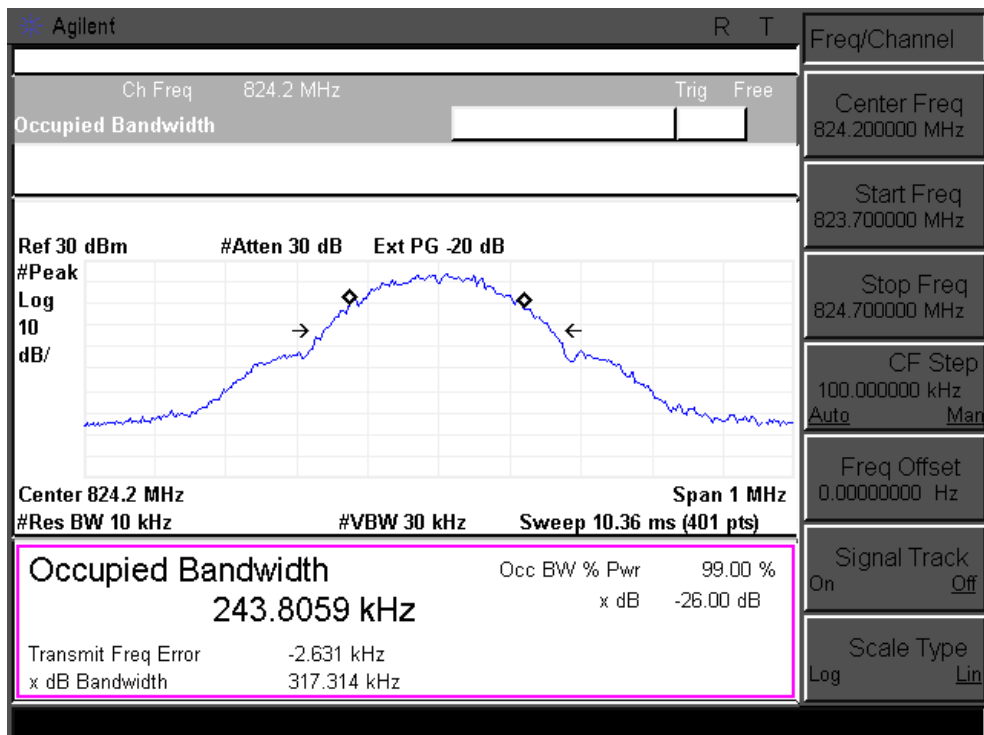 Agilent
R T
Ch Freq 824.2 MHz Trig Free
Occupied Bandwidth
Ref 30 dBm #Atten 30 dB Ext PG -20 dB
#Peak
Log
10
dB/
Center 824.2 MHz Span 1 MHz
#Res BW 10 kHz #VBW 30 kHz Sweep 10.36 ms (401 pts)
Occupied Bandwidth
243.8059 kHz
Occ BW % Pwr 99.00 %
x dB -26.00 dB
Transmit Freq Error -2.631 kHz
x dB Bandwidth 317.314 kHz
Freq/Channel
Center Freq
824.200000 MHz
Start Freq
823.700000 MHz
Stop Freq
824.700000 MHz
CF Step
100.000000 kHz
Auto Man
Freq Offset
0.00000000 Hz
Signal Track
On Off
Scale Type
Log Lin